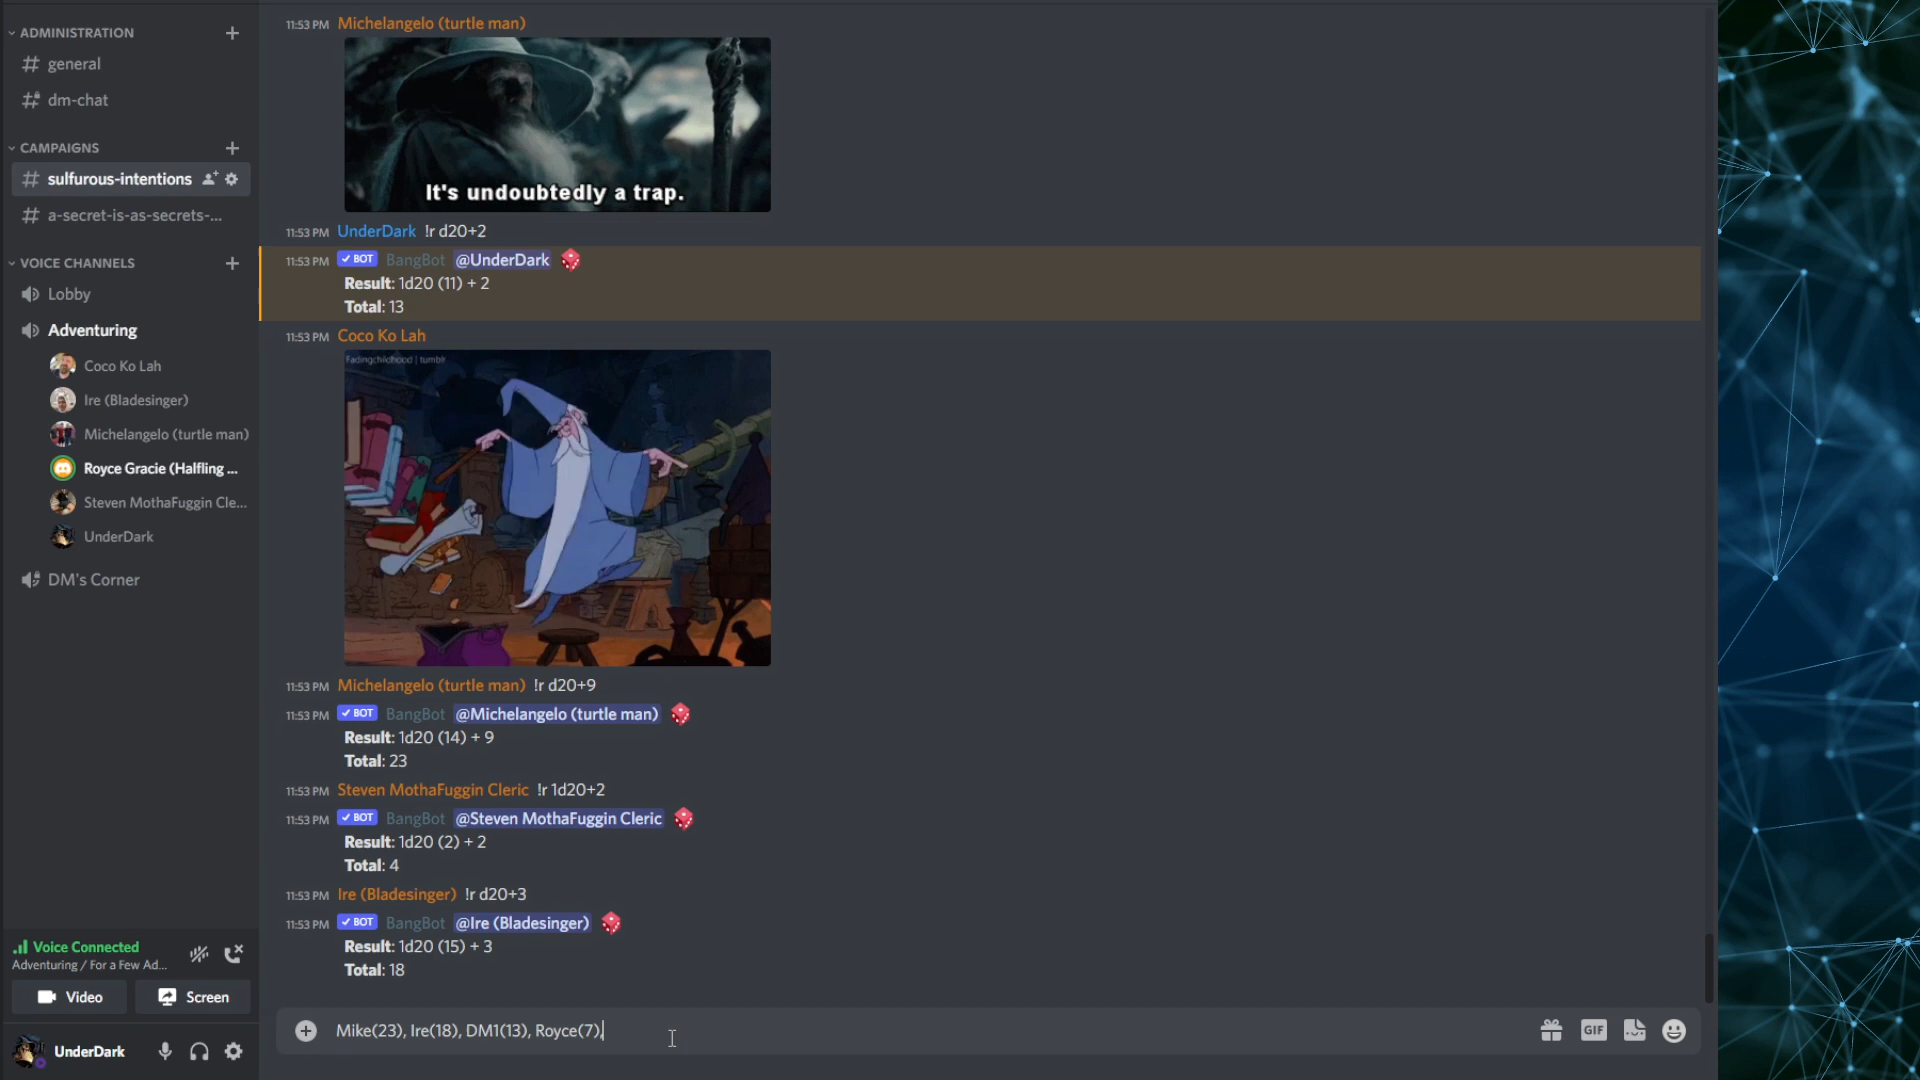 ADMINISTRATION
general
dm-chat
CAMPAIGNS
sulfurous-intentions
a-secret-is-as-secrets-...
VOICE CHANNELS
Lobby
Adventuring
Coco Ko Lah
Ire (Bladesinger)
Michelangelo (turtle man)
Royce Gracie (Halfling ...
Steven MothaFuggin Cle...
UnderDark
DM's Corner
Voice Connected
Adventuring / For a Few Ad...
Video
Screen
UnderDark
11:53 PM Michelangelo (turtle man)
It's undoubtedly a trap.
11:53 PM UnderDark !r d20+2
11:53 PM BOT BangBot @UnderDark
Result: 1d20 (11) + 2
Total: 13
11:53 PM Coco Ko Lah
Fadingchildhood | tumblr
11:53 PM Michelangelo (turtle man) !r d20+9
11:53 PM BOT BangBot @Michelangelo (turtle man)
Result: 1d20 (14) + 9
Total: 23
11:53 PM Steven MothaFuggin Cleric !r 1d20+2
11:53 PM BOT BangBot @Steven MothaFuggin Cleric
Result: 1d20 (2) + 2
Total: 4
11:53 PM Ire (Bladesinger) !r d20+3
11:53 PM BOT BangBot @Ire (Bladesinger)
Result: 1d20 (15) + 3
Total: 18
Mike(23), Ire(18), DM1(13), Royce(7),
GIF